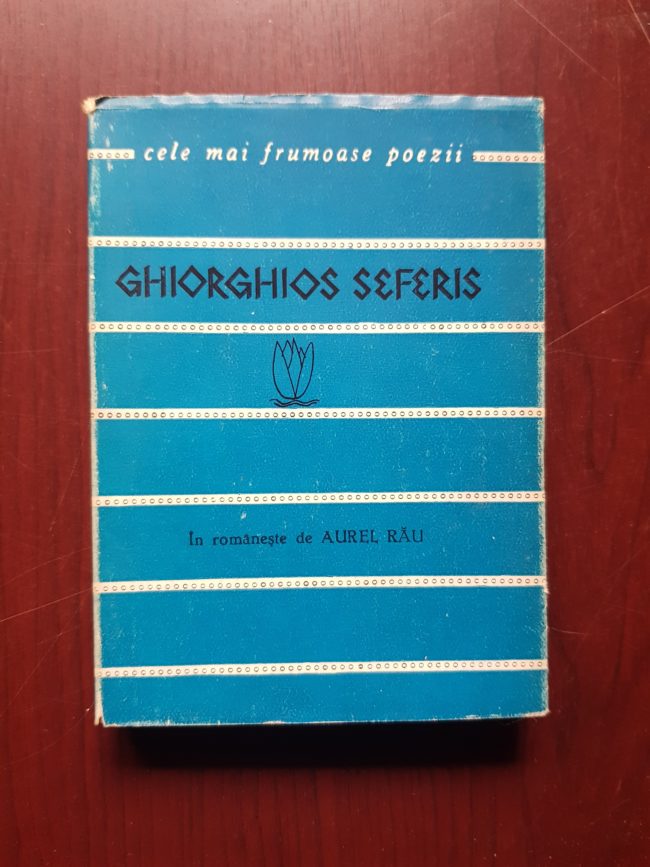 cele mai frumoase poezii
GHIORGHIOS SEFERIS
În românește de AUREL RĂU